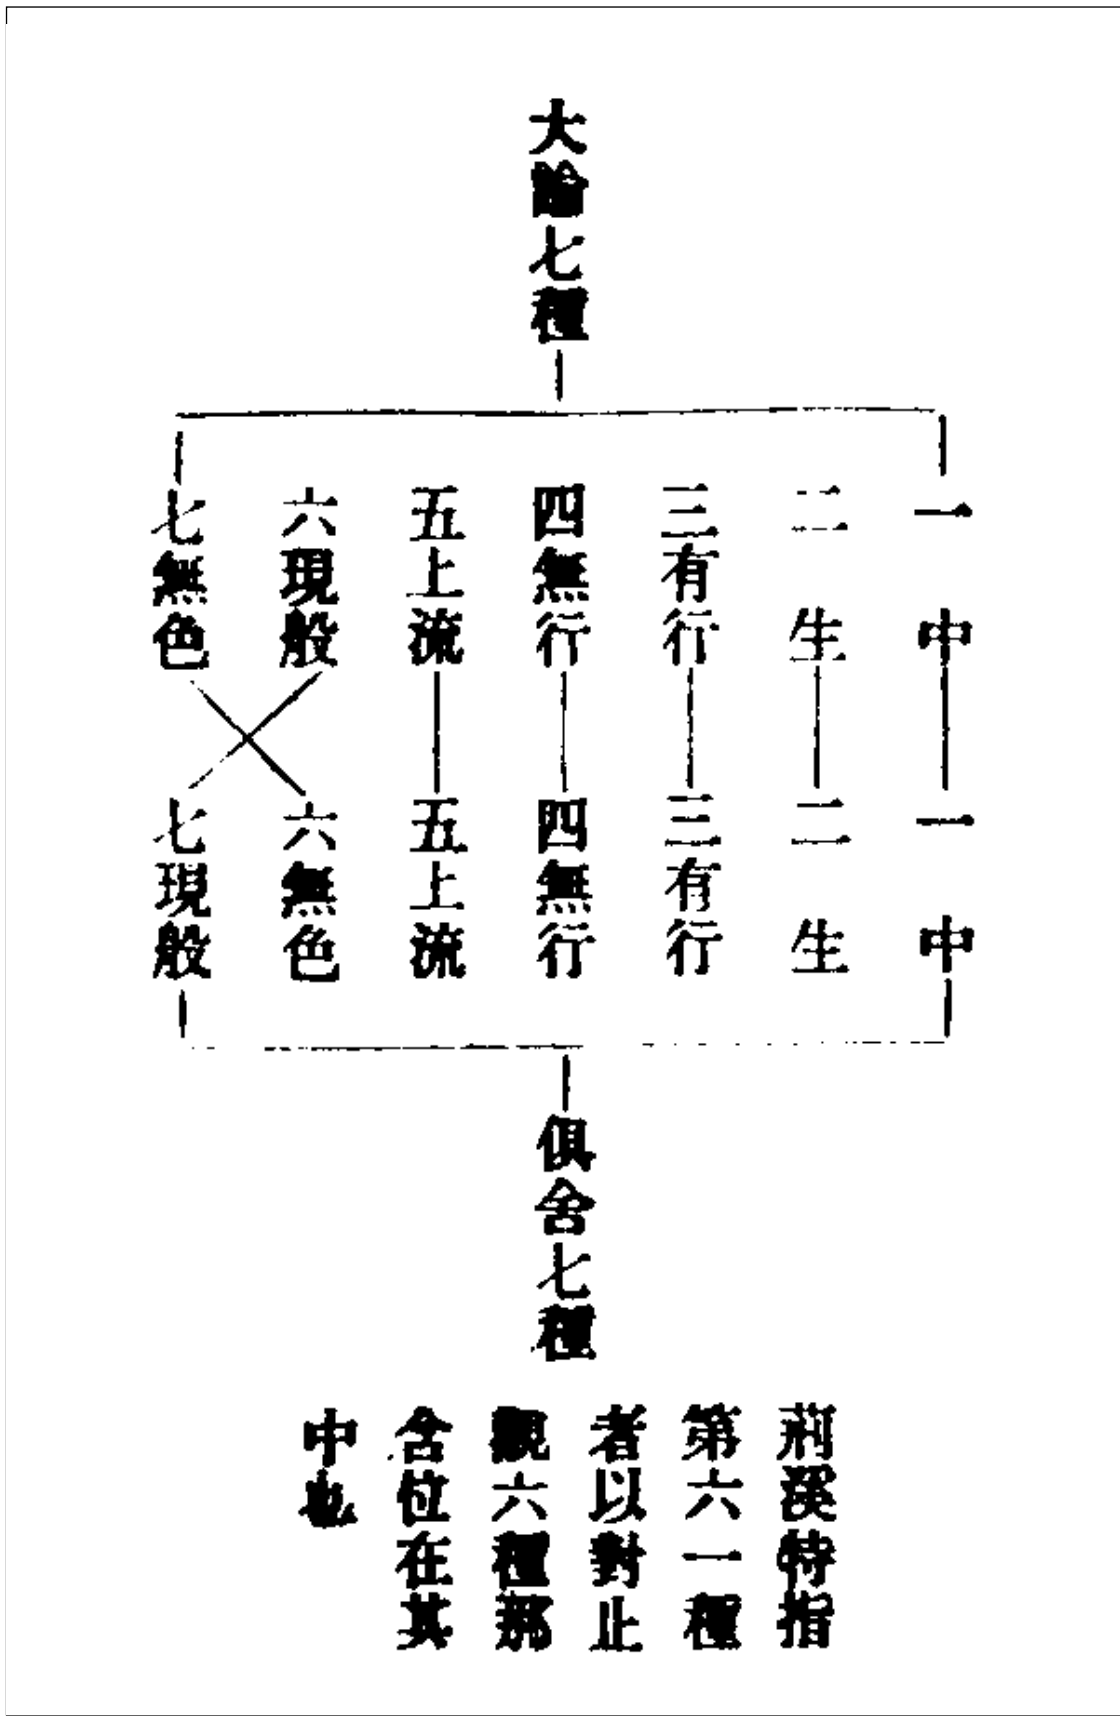 大論七種
一中
二生
三有行
四無行
五上流
六現般
七無色
一中
二生
三有行
四無行
五上流
六無色
七現般
俱舍七種
荊溪特指
第六一種
者以對止
觀六種那
含位在其
中也